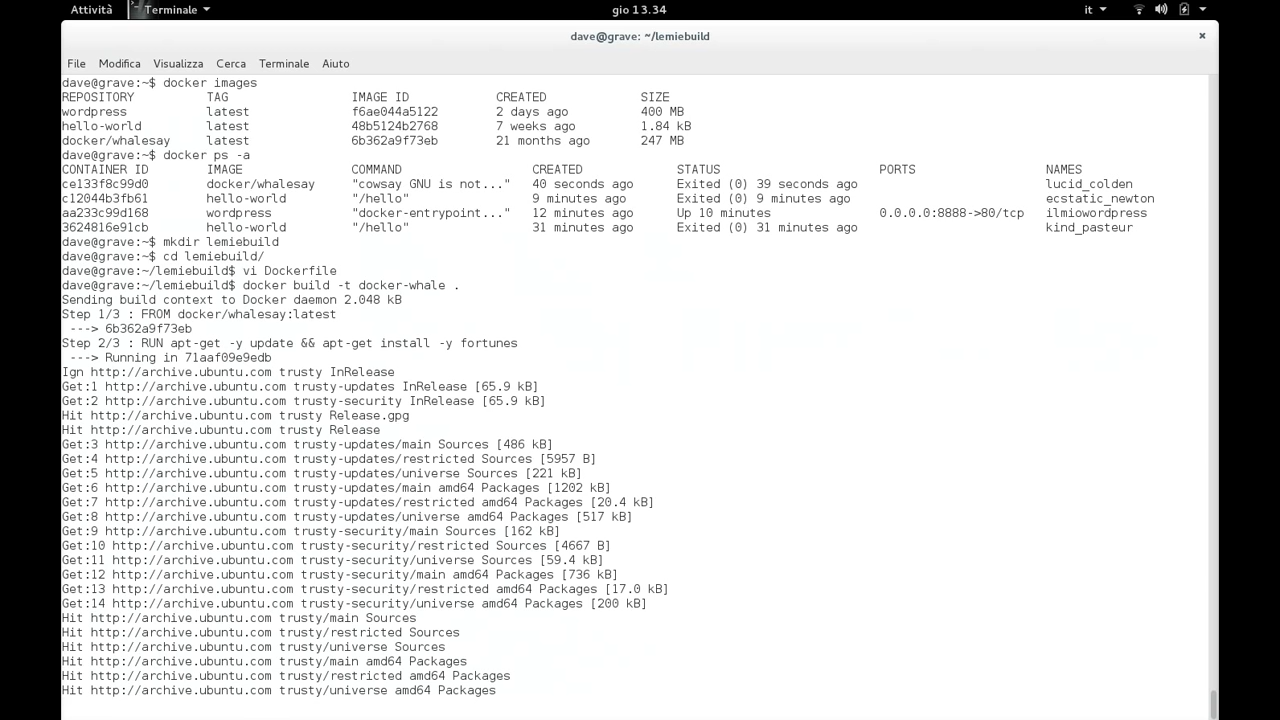 Attività Terminale gio 13.34 it
dave@grave: ~/lemiebuild ×
File Modifica Visualizza Cerca Terminale Aiuto
dave@grave:~$ docker images
REPOSITORY TAG IMAGE ID CREATED SIZE
wordpress latest f6ae044a5122 2 days ago 400 MB
hello-world latest 48b5124b2768 7 weeks ago 1.84 kB
docker/whalesay latest 6b362a9f73eb 21 months ago 247 MB
dave@grave:~$ docker ps -a
CONTAINER ID IMAGE COMMAND CREATED STATUS PORTS NAMES
ce133f8c99d0 docker/whalesay "cowsay GNU is not..." 40 seconds ago Exited (0) 39 seconds ago lucid_colden
c12044b3fb61 hello-world "/hello" 9 minutes ago Exited (0) 9 minutes ago ecstatic_newton
aa233c99d168 wordpress "docker-entrypoint..." 12 minutes ago Up 10 minutes 0.0.0.0:8888->80/tcp ilmiowordpress
3624816e91cb hello-world "/hello" 31 minutes ago Exited (0) 31 minutes ago kind_pasteur
dave@grave:~$ mkdir lemiebuild
dave@grave:~$ cd lemiebuild/
dave@grave:~/lemiebuild$ vi Dockerfile
dave@grave:~/lemiebuild$ docker build -t docker-whale .
Sending build context to Docker daemon 2.048 kB
Step 1/3 : FROM docker/whalesay:latest
---> 6b362a9f73eb
Step 2/3 : RUN apt-get -y update && apt-get install -y fortunes
---> Running in 71aaf09e9edb
Ign http://archive.ubuntu.com trusty InRelease
Get:1 http://archive.ubuntu.com trusty-updates InRelease [65.9 kB]
Get:2 http://archive.ubuntu.com trusty-security InRelease [65.9 kB]
Hit http://archive.ubuntu.com trusty Release.gpg
Hit http://archive.ubuntu.com trusty Release
Get:3 http://archive.ubuntu.com trusty-updates/main Sources [486 kB]
Get:4 http://archive.ubuntu.com trusty-updates/restricted Sources [5957 B]
Get:5 http://archive.ubuntu.com trusty-updates/universe Sources [221 kB]
Get:6 http://archive.ubuntu.com trusty-updates/main amd64 Packages [1202 kB]
Get:7 http://archive.ubuntu.com trusty-updates/restricted amd64 Packages [20.4 kB]
Get:8 http://archive.ubuntu.com trusty-updates/universe amd64 Packages [517 kB]
Get:9 http://archive.ubuntu.com trusty-security/main Sources [162 kB]
Get:10 http://archive.ubuntu.com trusty-security/restricted Sources [4667 B]
Get:11 http://archive.ubuntu.com trusty-security/universe Sources [59.4 kB]
Get:12 http://archive.ubuntu.com trusty-security/main amd64 Packages [736 kB]
Get:13 http://archive.ubuntu.com trusty-security/restricted amd64 Packages [17.0 kB]
Get:14 http://archive.ubuntu.com trusty-security/universe amd64 Packages [200 kB]
Hit http://archive.ubuntu.com trusty/main Sources
Hit http://archive.ubuntu.com trusty/restricted Sources
Hit http://archive.ubuntu.com trusty/universe Sources
Hit http://archive.ubuntu.com trusty/main amd64 Packages
Hit http://archive.ubuntu.com trusty/restricted amd64 Packages
Hit http://archive.ubuntu.com trusty/universe amd64 Packages